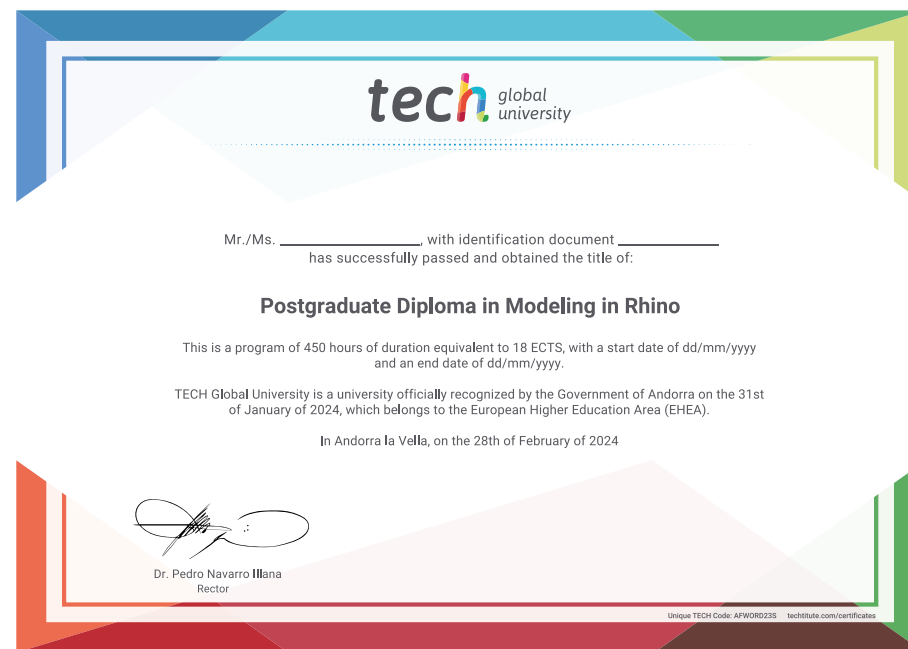 tech global university
Mr./Ms. ____________, with identification document ____________
has successfully passed and obtained the title of:
Postgraduate Diploma in Modeling in Rhino
This is a program of 450 hours of duration equivalent to 18 ECTS, with a start date of dd/mm/yyyy
and an end date of dd/mm/yyyy.
TECH Global University is a university officially recognized by the Government of Andorra on the 31st
of January of 2024, which belongs to the European Higher Education Area (EHEA).
In Andorra la Vella, on the 28th of February of 2024
Dr. Pedro Navarro Illana
Rector
Unique TECH Code: AFWORD23S techtitute.com/certificates